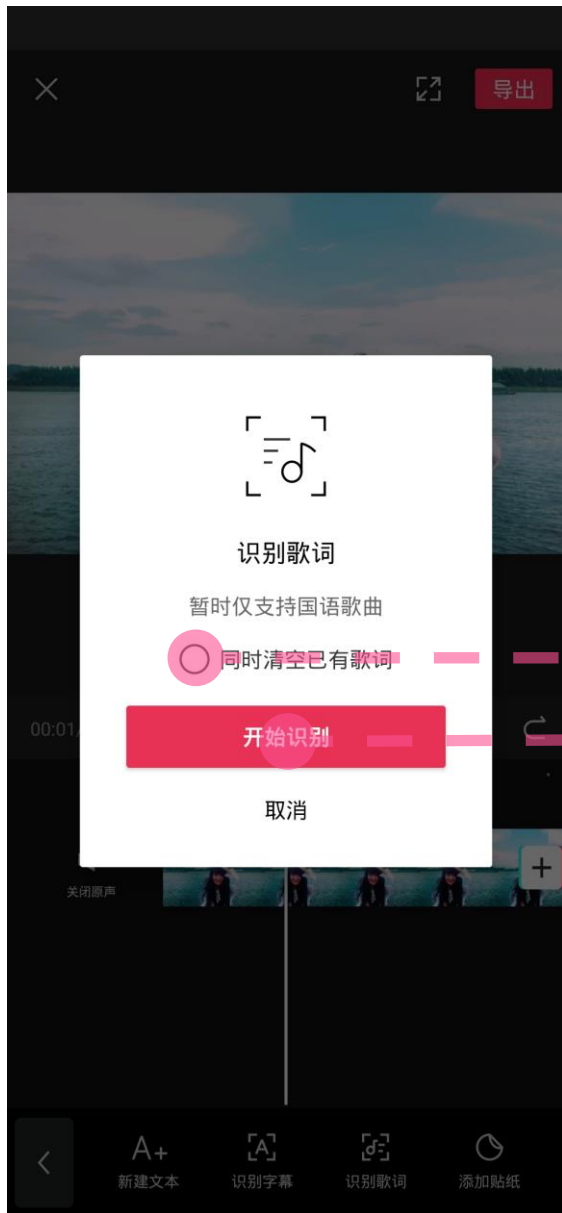 导出
识别歌词
暂时仅支持国语歌曲
同时清空已有歌词
00:01/
开始识别
取消
关闭原声
A+
新建文本
识别字幕
识别歌词
添加贴纸